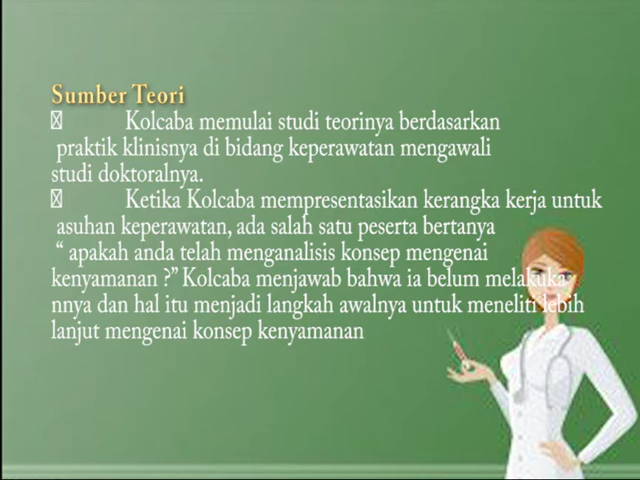 Sumber Teori
Kolcaba memulai studi teorinya berdasarkan
praktik klinisnya di bidang keperawatan mengawali
studi doktoralnya.
Ketika Kolcaba mempresentasikan kerangka kerja untuk
asuhan keperawatan, ada salah satu peserta bertanya
“ apakah anda telah menganalisis konsep mengenai
kenyamanan ?” Kolcaba menjawab bahwa ia belum melakuka
nnya dan hal itu menjadi langkah awalnya untuk meneliti lebih
lanjut mengenai konsep kenyamanan